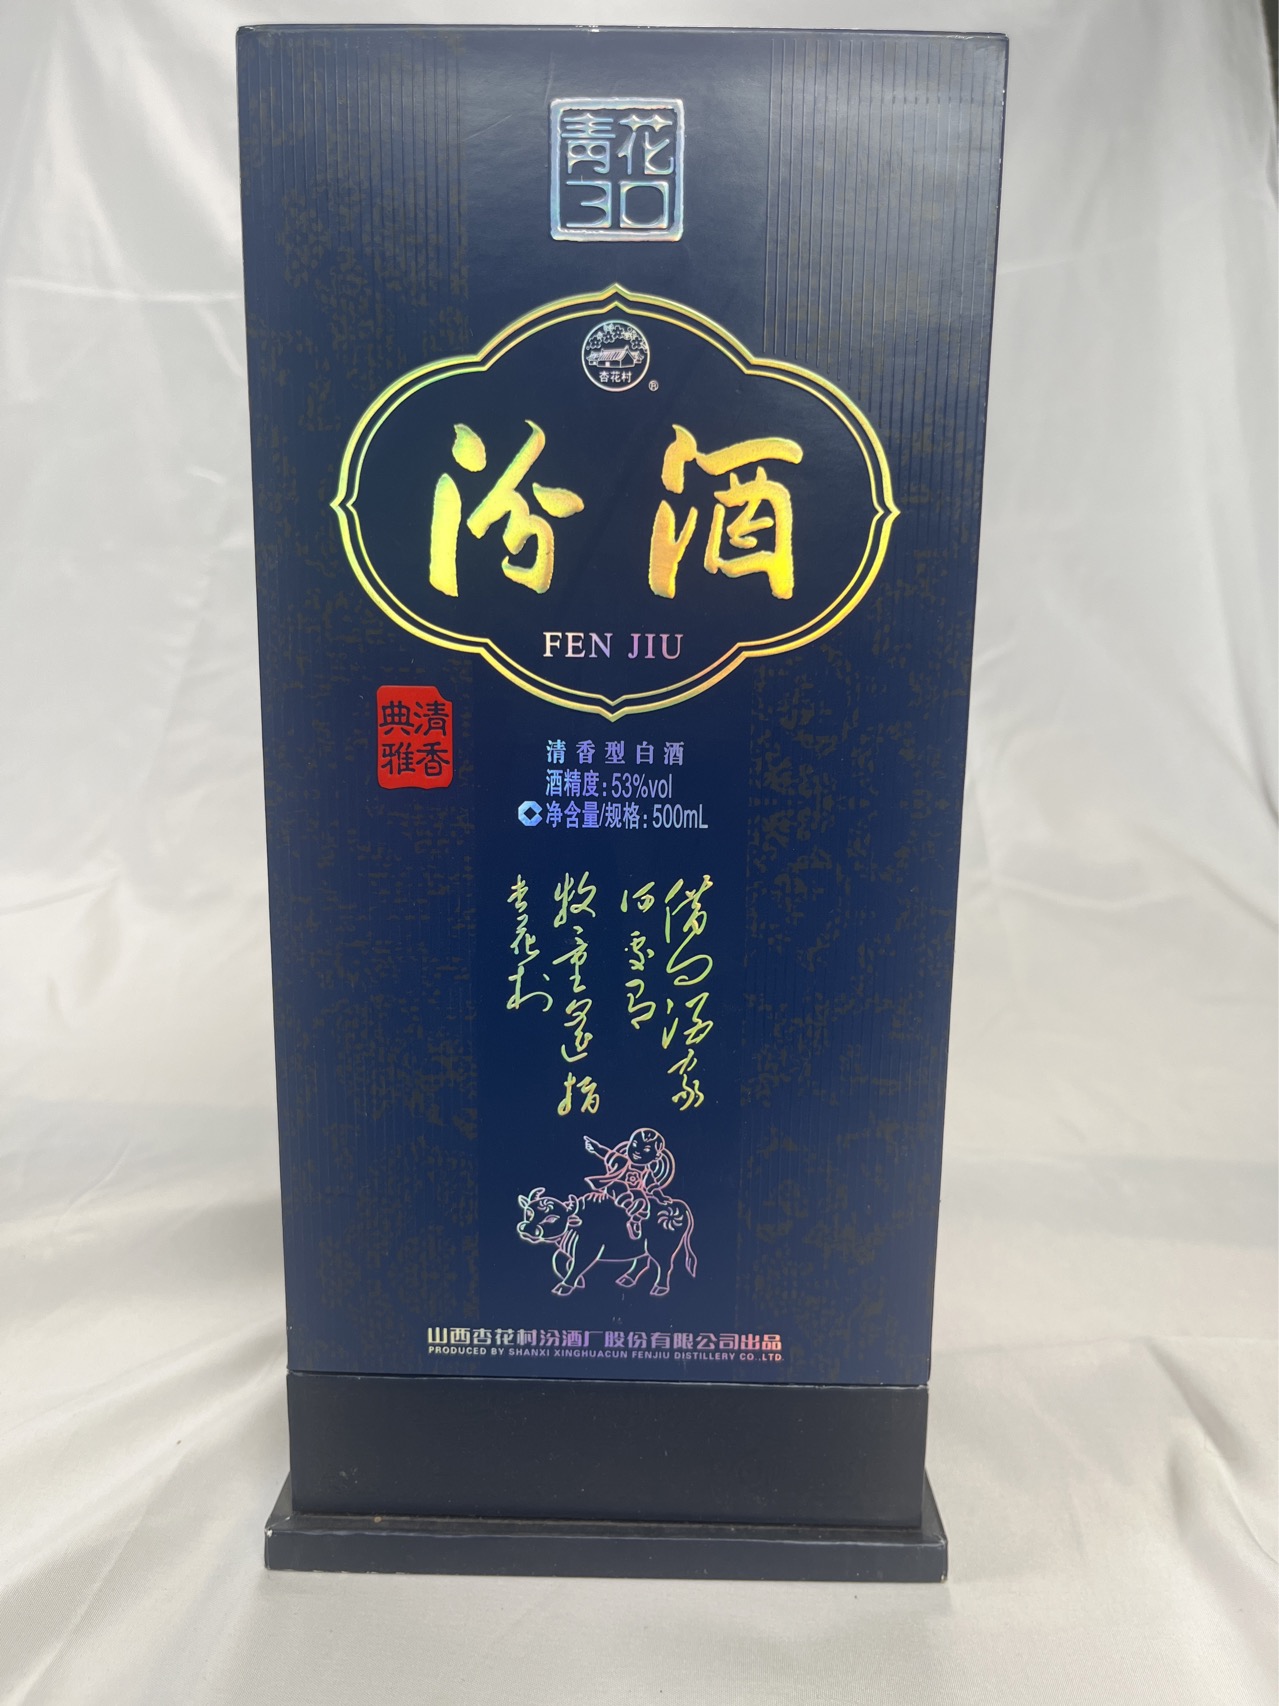 青花
30
杏花村
®
汾酒
FEN JIU
清香
典雅
清香型白酒
酒精度:53%vol
净含量/规格:500mL
借问酒家
何处有
牧童遥指
杏花村
山西杏花村汾酒厂股份有限公司出品
PRODUCED BY SHANXI XINGHUACUN FENJIU DISTILLERY CO.,LTD.